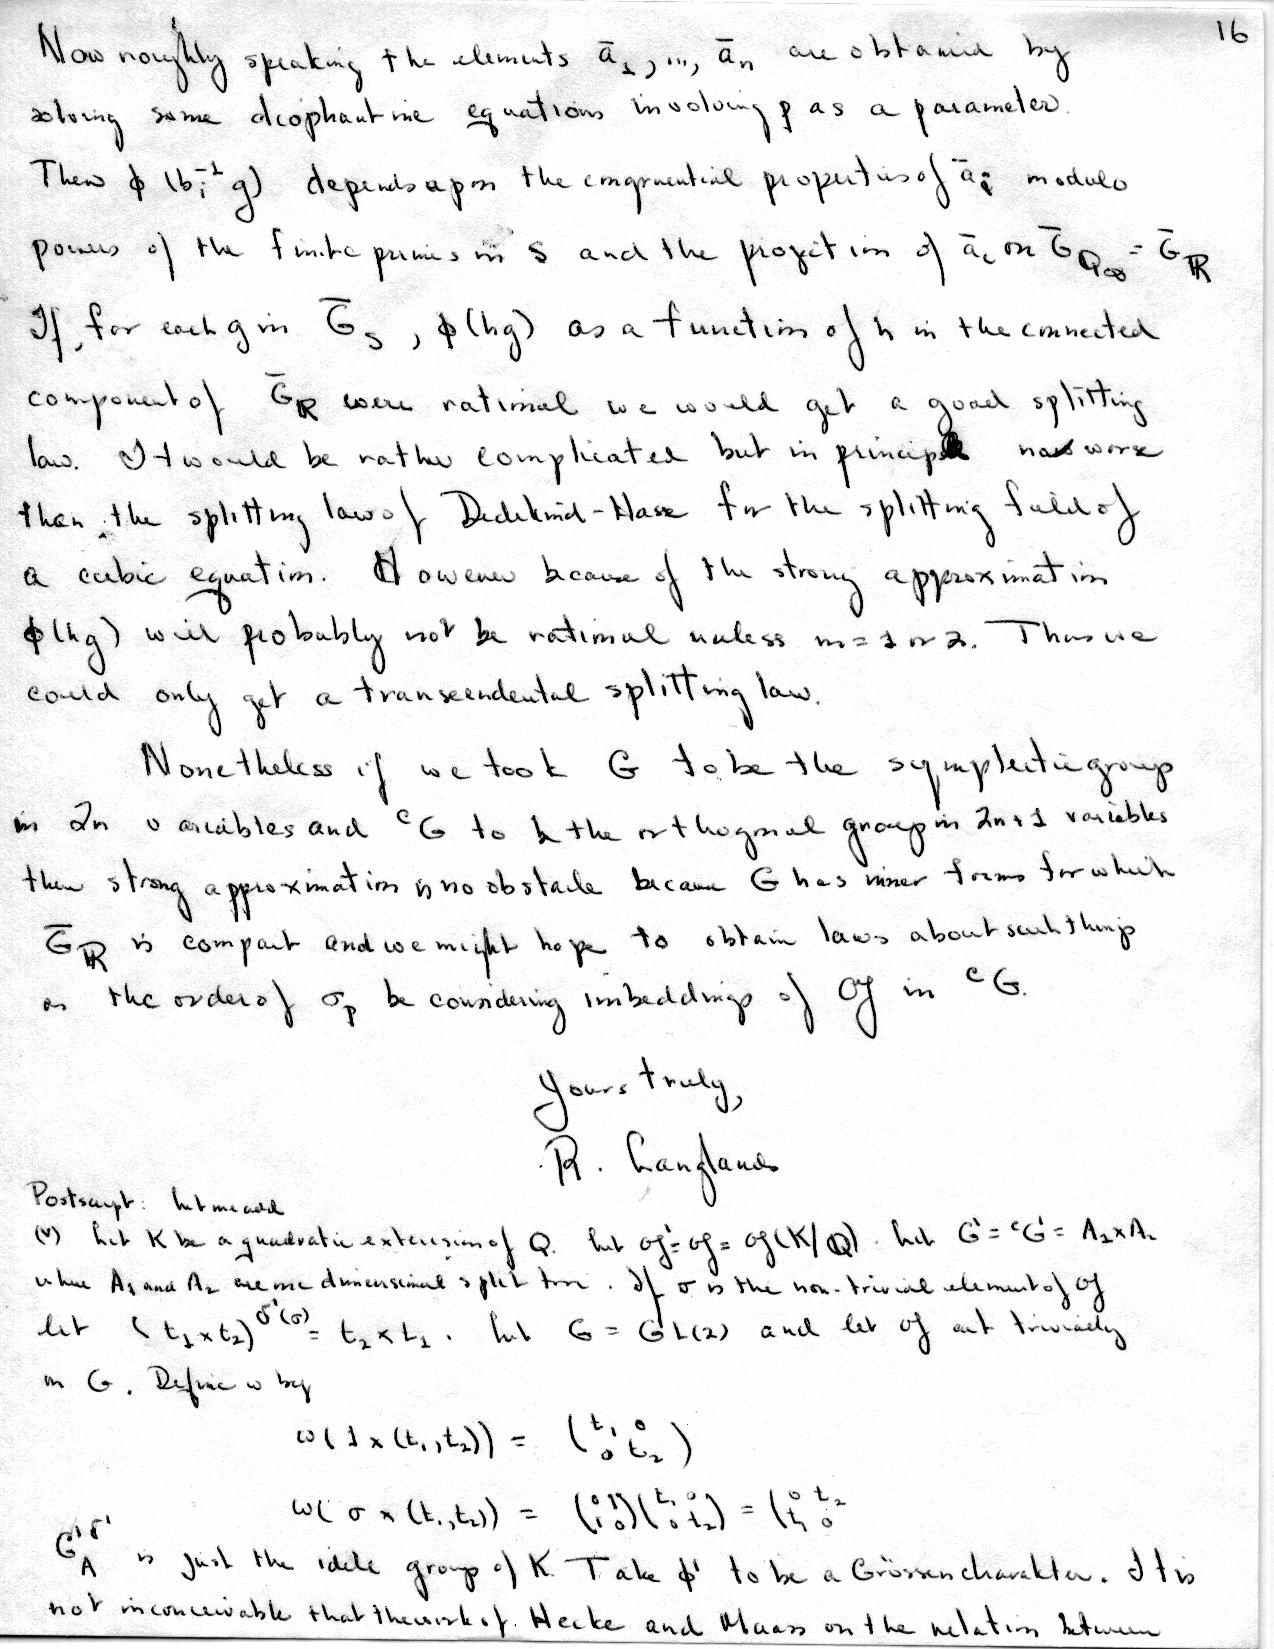 16
Now roughly speaking the elements ā₁, ..., āₙ are obtained by
solving some diophantine equations involving p as a parameter.
Then φ(bᵢ⁻¹g) depends upon the congruential properties of āᵢ modulo
powers of the finite primes in S and the projection of āᵢ on Ḡ_Q∞ = Ḡ_ℝ
If, for each g in Ḡ_S, φ(hg) as a function of h in the connected
component of Ḡ_ℝ were rational we would get a good splitting
law. It would be rather complicated but in principle no worse
than the splitting law of Dedekind-Hasse for the splitting field of
a cubic equation. However because of the strong approximation
φ(hg) will probably not be rational unless m = 1 or 2. Thus we
could only get a transcendental splitting law.
Nonetheless if we took G to be the symplectic group
in 2n variables and ᶜG to be the orthogonal group in 2n+1 variables
then strong approximation is no obstacle because G has inner forms for which
Ḡ_ℝ is compact and we might hope to obtain laws about such things
as the order of σ_p be considering imbeddings of 𝔊 in ᶜG.
Yours truly,
R. Langlands
Postscript: Let me add
(v) Let K be a quadratic extension of Q. Let 𝔊' = 𝔊 = 𝔊(K/Q). Let G' = ᶜG' = A₁ × A₂
where A₁ and A₂ are one dimensional split tori. If σ is the non-trivial element of 𝔊
let (t₁ × t₂)^δ'(σ) = t₂ × t₁. Let G = GL(2) and let 𝔊 act trivially
on G. Define ω by
ω(1 × (t₁, t₂)) = (t₁ 0 / 0 t₂)
ω(σ × (t₁, t₂)) = (0 1 / 1 0)(t₁ 0 / 0 t₂) = (0 t₂ / t₁ 0
G'_A^δ' is just the idele group of K. Take φ' to be a Grössencharakter. It is
not inconceivable that the work of Hecke and Maass on the relation between